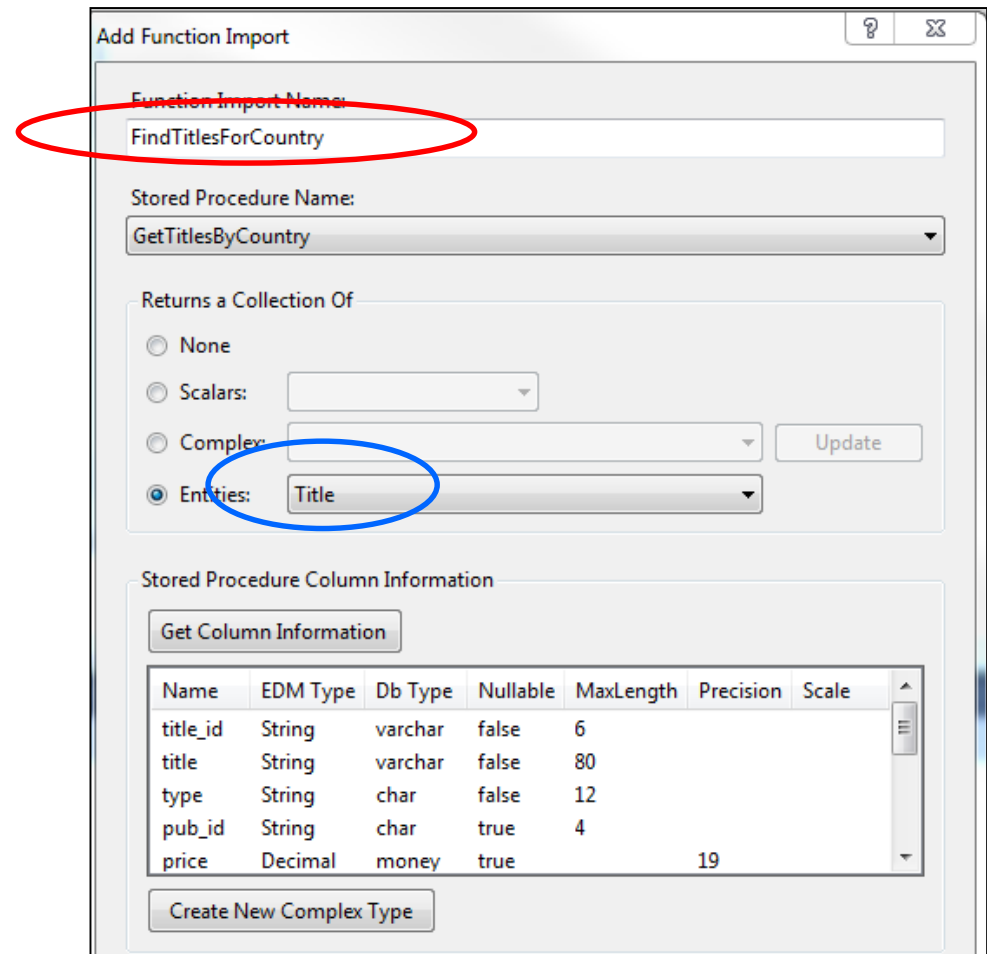 Add Function Import
Function Import Name:
FindTitlesForCountry
Stored Procedure Name:
GetTitlesByCountry
Returns a Collection Of
None
Scalars:
Complex: Update
Entities: Title
Stored Procedure Column Information
Get Column Information
Name EDM Type Db Type Nullable MaxLength Precision Scale
title_id String varchar false 6
title String varchar false 80
type String char false 12
pub_id String char true 4
price Decimal money true 19
Create New Complex Type